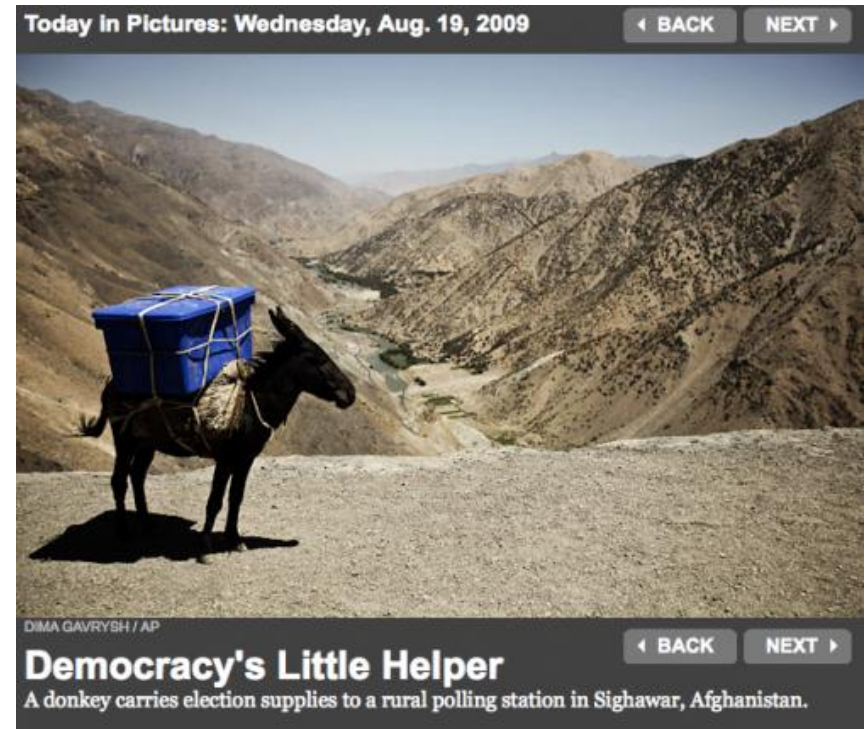 Today in Pictures: Wednesday, Aug. 19, 2009
BACK
NEXT
DIMA GAVRYSH / AP
BACK
NEXT
Democracy's Little Helper
A donkey carries election supplies to a rural polling station in Sighawar, Afghanistan.